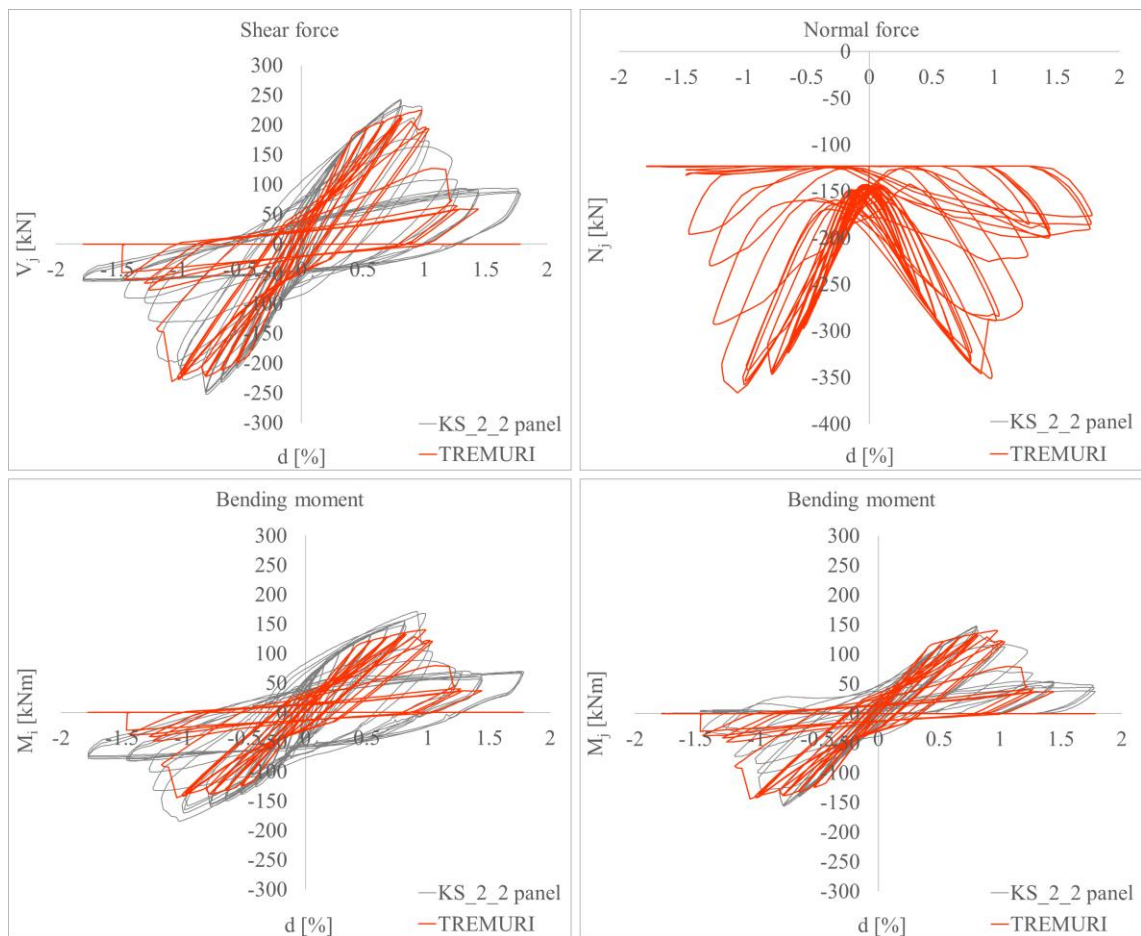 Shear force
300
250
200
150
100
50
0
-50
-100
-150
-200
-250
-300
-2 -1.5 -1 -0.5 0 0.5 1 1.5 2
V_j [kN]
d [%]
KS_2_2 panel
TREMURI
Normal force
-2 -1.5 -1 -0.5 0 0.5 1 1.5 2
0
-50
-100
-150
-200
-250
-300
-350
-400
N_j [kN]
d [%]
KS_2_2 panel
TREMURI
Bending moment
300
250
200
150
100
50
0
-50
-100
-150
-200
-250
-300
-2 -1.5 -1 -0.5 0 0.5 1 1.5 2
M_i [kNm]
d [%]
KS_2_2 panel
TREMURI
Bending moment
300
250
200
150
100
50
0
-50
-100
-150
-200
-250
-300
-2 -1.5 -1 -0.5 0 0.5 1 1.5 2
M_j [kNm]
d [%]
KS_2_2 panel
TREMURI